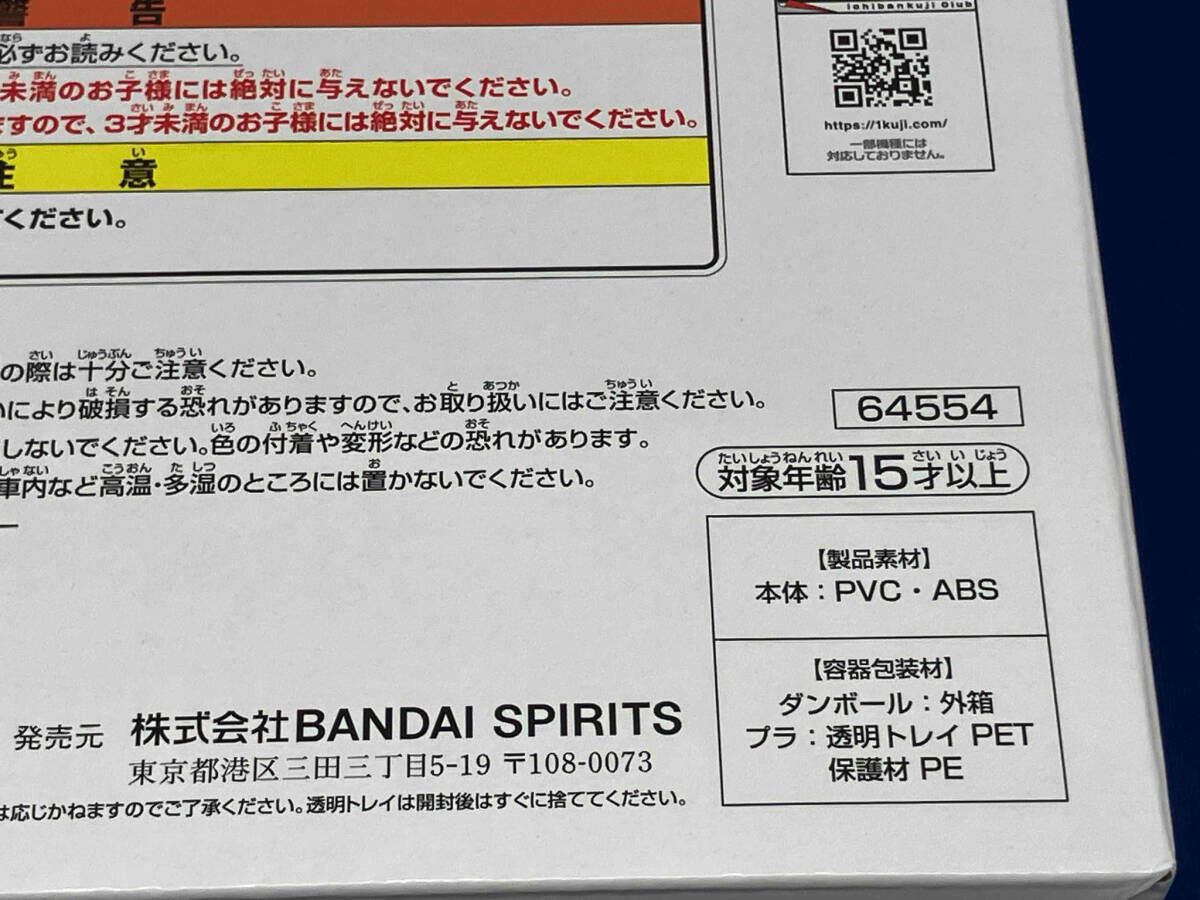 警告
必ずお読みください。
未満のお子様には絶対に与えないでください。
ますので、3才未満のお子様には絶対に与えないでください。
注意
ください。
ichibankuji Club
https://1kuji.com/
一部機種には
対応しておりません。
の際は十分ご注意ください。
いにより破損する恐れがありますので、お取り扱いにはご注意ください。
しないでください。色の付着や変形などの恐れがあります。
車内など高温・多湿のところには置かないでください。
64554
対象年齢15才以上
【製品素材】
本体：PVC・ABS
【容器包装材】
ダンボール：外箱
プラ：透明トレイ PET
保護材 PE
発売元 株式会社BANDAI SPIRITS
東京都港区三田三丁目5-19 〒108-0073
は応じかねますのでご了承ください。透明トレイは開封後はすぐに捨ててください。